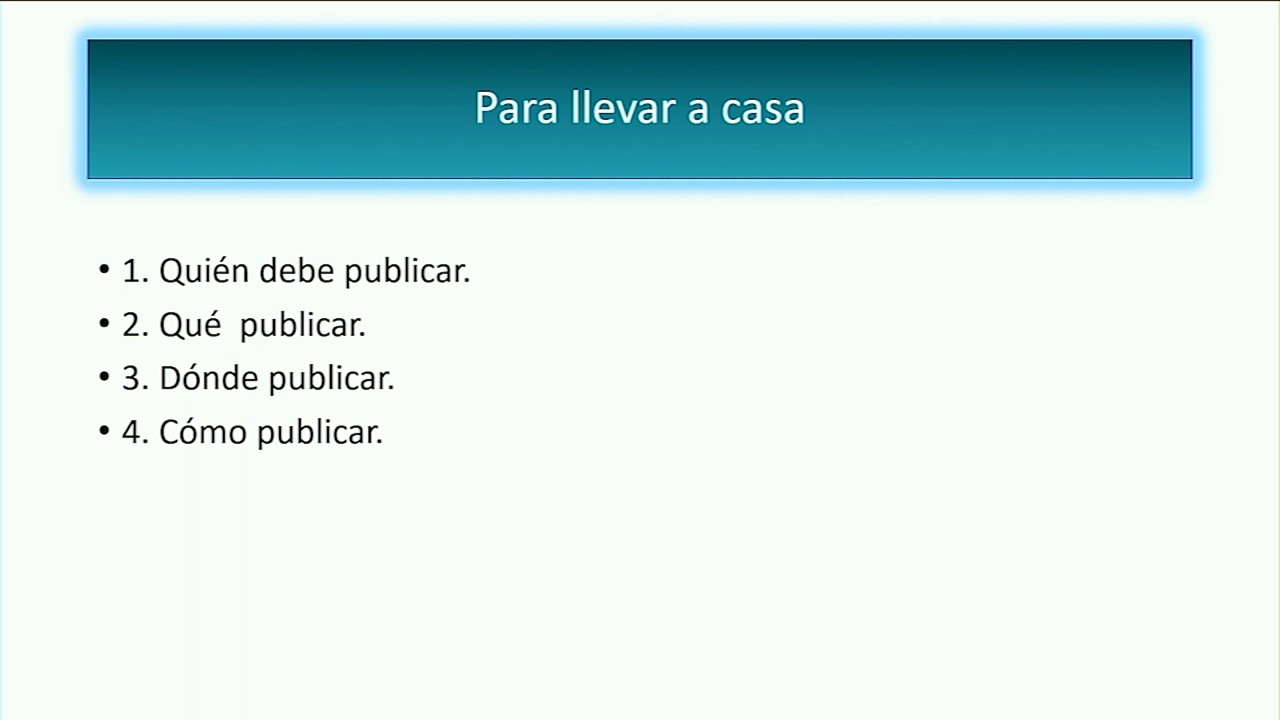 Para llevar a casa
• 1. Quién debe publicar.
• 2. Qué  publicar.
• 3. Dónde publicar.
• 4. Cómo publicar.